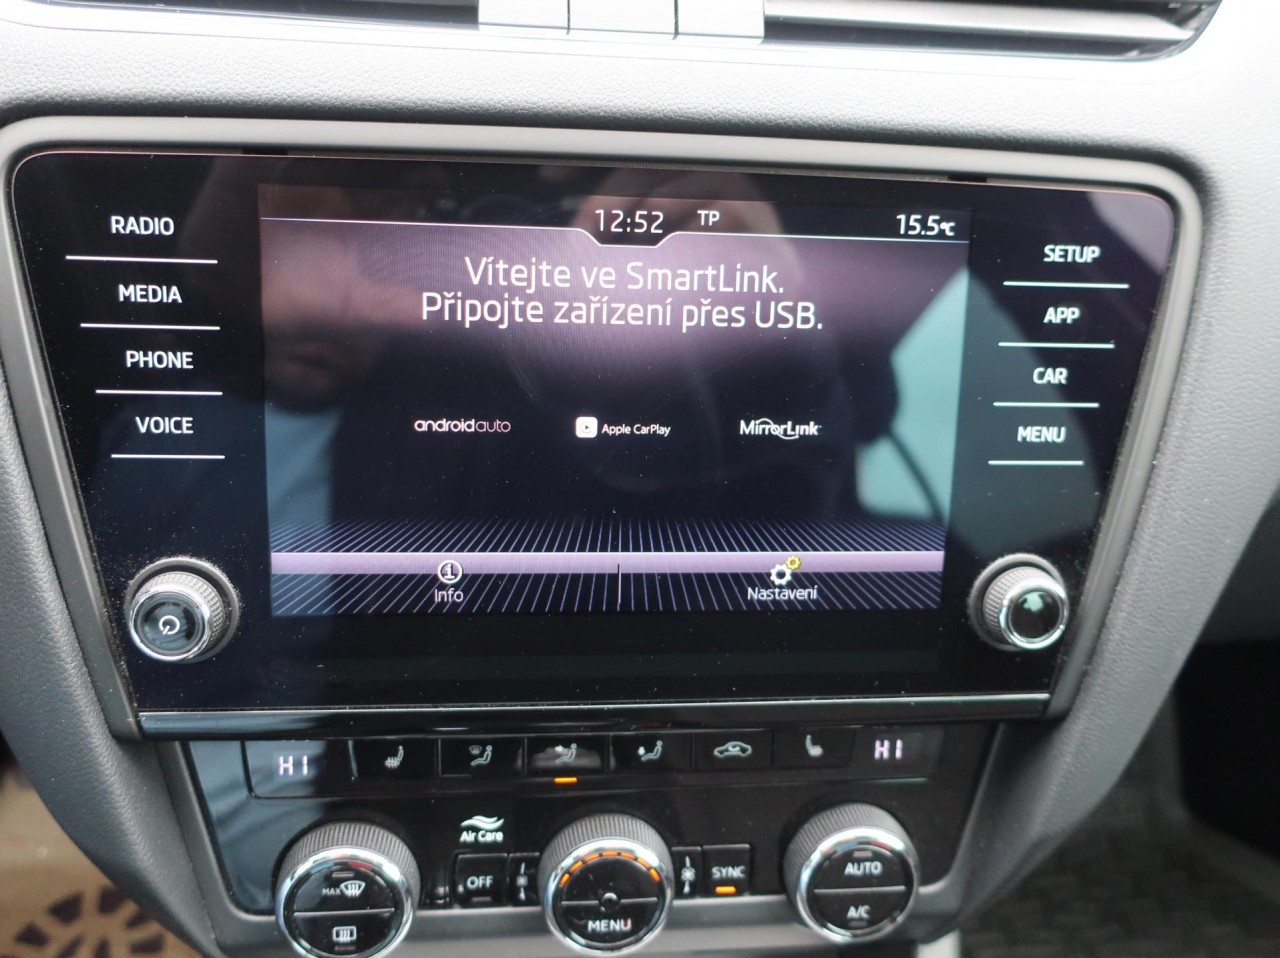 12:52 TP 15.5°C
RADIO
MEDIA
PHONE
VOICE
Vítejte ve SmartLink.
Připojte zařízení přes USB.
androidauto
Apple CarPlay
MirrorLink
Info
Nastavení
SETUP
APP
CAR
MENU
HI
HI
Air Care
MAX
OFF
MENU
SYNC
AUTO
A/C